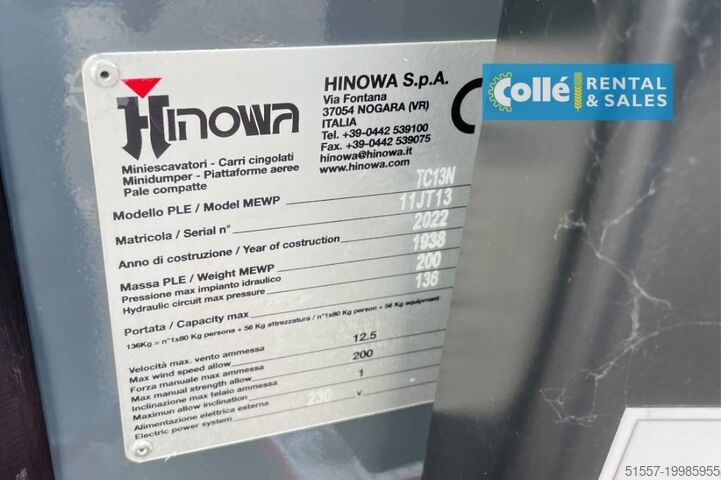 Hinowa
HINOWA S.p.A.
Via Fontana
37054 NOGARA (VR)
ITALIA
Tel. +39-0442 539100
Fax. +39-0442 539075
hinowa@hinowa.it
www.hinowa.com
Miniescavatori - Carri cingolati
Minidumper - Piattaforme aeree
Pale compatte
Modello PLE / Model MEWP TC13N
Matricola / Serial n° 11JT13
Anno di costruzione / Year of costruction 2022
Massa PLE / Weight MEWP 1938
Pressione max impianto idraulico 200
Hydraulic circuit max pressure
Portata / Capacity max 136
136Kg = n°1x80 Kg persona + 56 Kg attrezzatura / n°1x80 Kg person + 56 Kg equipment
Velocità max. vento ammessa 12.5
Max wind speed allow
Forza manuale max ammessa 200
Max manual strength allow
Inclinazione max telaio ammessa 1
Maximun allow inclination
Alimentazione elettrica esterna 230 v
Electric power system
CE
Collé RENTAL
& SALES
51557-19985955